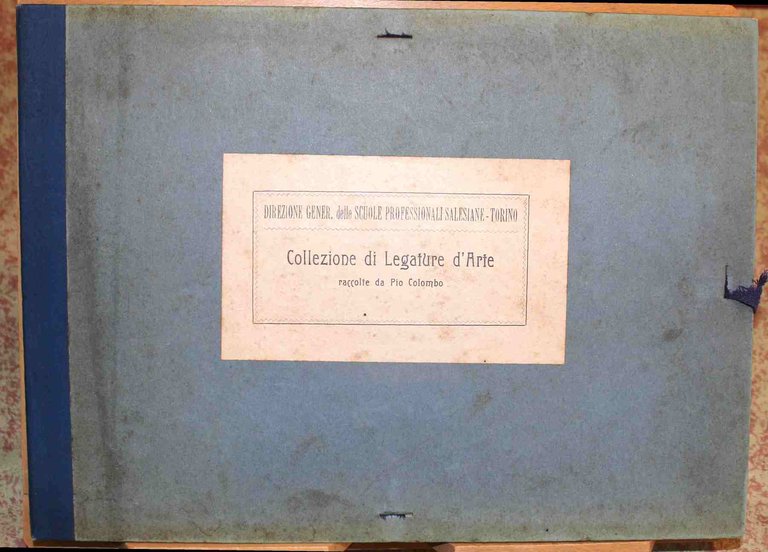 DIREZIONE GENER. delle SCUOLE PROFESSIONALI SALESIANE - TORINO
Collezione di Legature d'Arte
raccolte da Pio Colombo